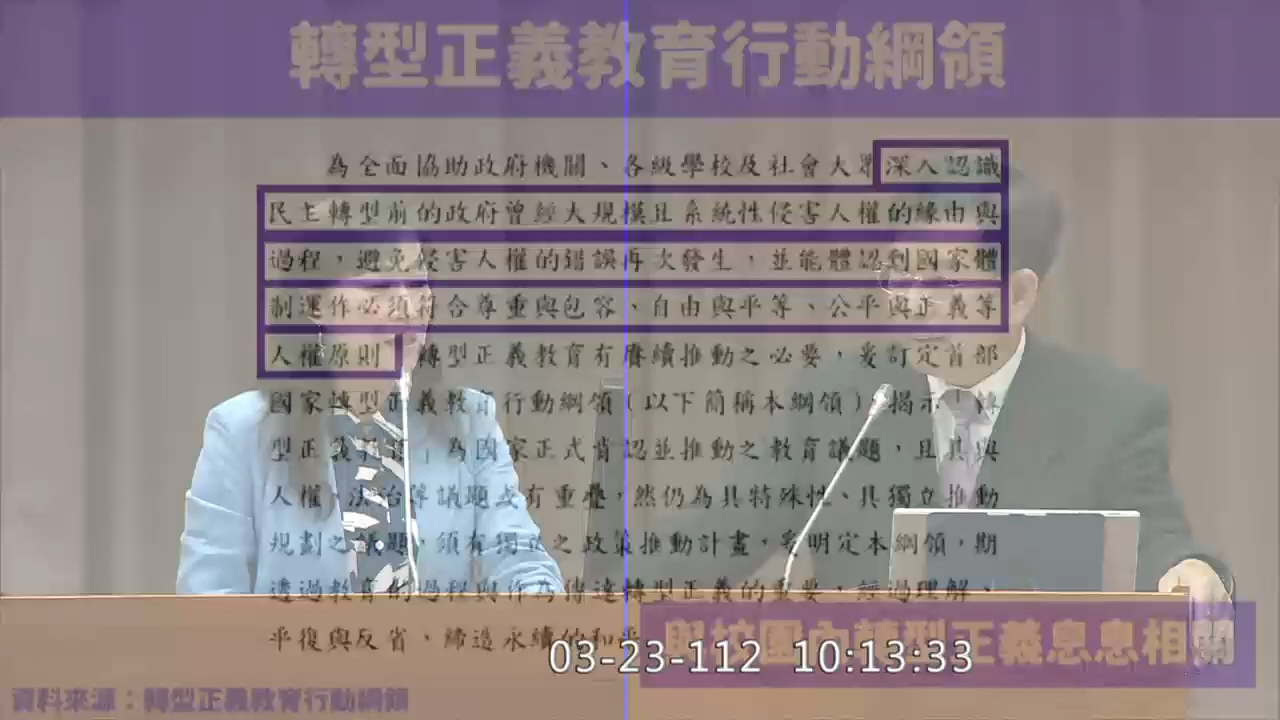 轉型正義教育行動綱領
為全面協助政府機關、各級學校及社會大眾深入認識
民主轉型前的政府曾經大規模且系統性侵害人權的緣由與
過程，避免侵害人權的錯誤再次發生，並能體認到國家體
制運作必須符合尊重與包容、自由與平等、公平與正義等
人權原則，轉型正義教育有賡續推動之必要，爰訂定首部
國家轉型正義教育行動綱領（以下簡稱本綱領），揭示「轉
型正義教育」為國家正式肯認並推動之教育議題，且其與
人權、法治等議題或有重疊，然仍為具特殊性、具獨立推動
規劃之議題，須有獨立之政策推動計畫，爰明定本綱領，期
透過教育的過程與作為傳達轉型正義的重要，經過理解、
平復與反省，締造永續的和平
與校園內轉型正義息息相關
03-23-112 10:13:33
資料來源：轉型正義教育行動綱領